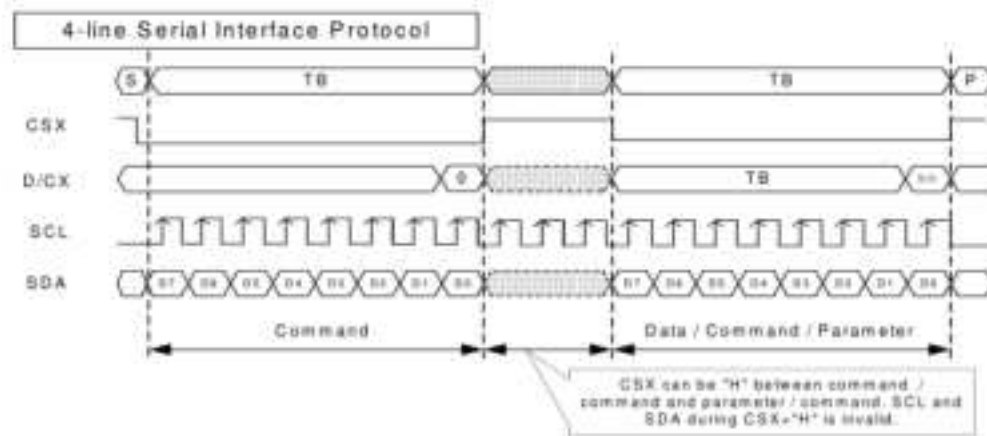 4-line Serial Interface Protocol
S TB TB P
CSX
D/CX 0 TB
SCL
SDA D7 D6 D5 D4 D3 D2 D1 D0 D7 D6 D5 D4 D3 D2 D1 D0
Command Data / Command / Parameter
CSX can be "H" between command /
command and parameter / command. SCL and
SDA during CSX="H" is invalid.